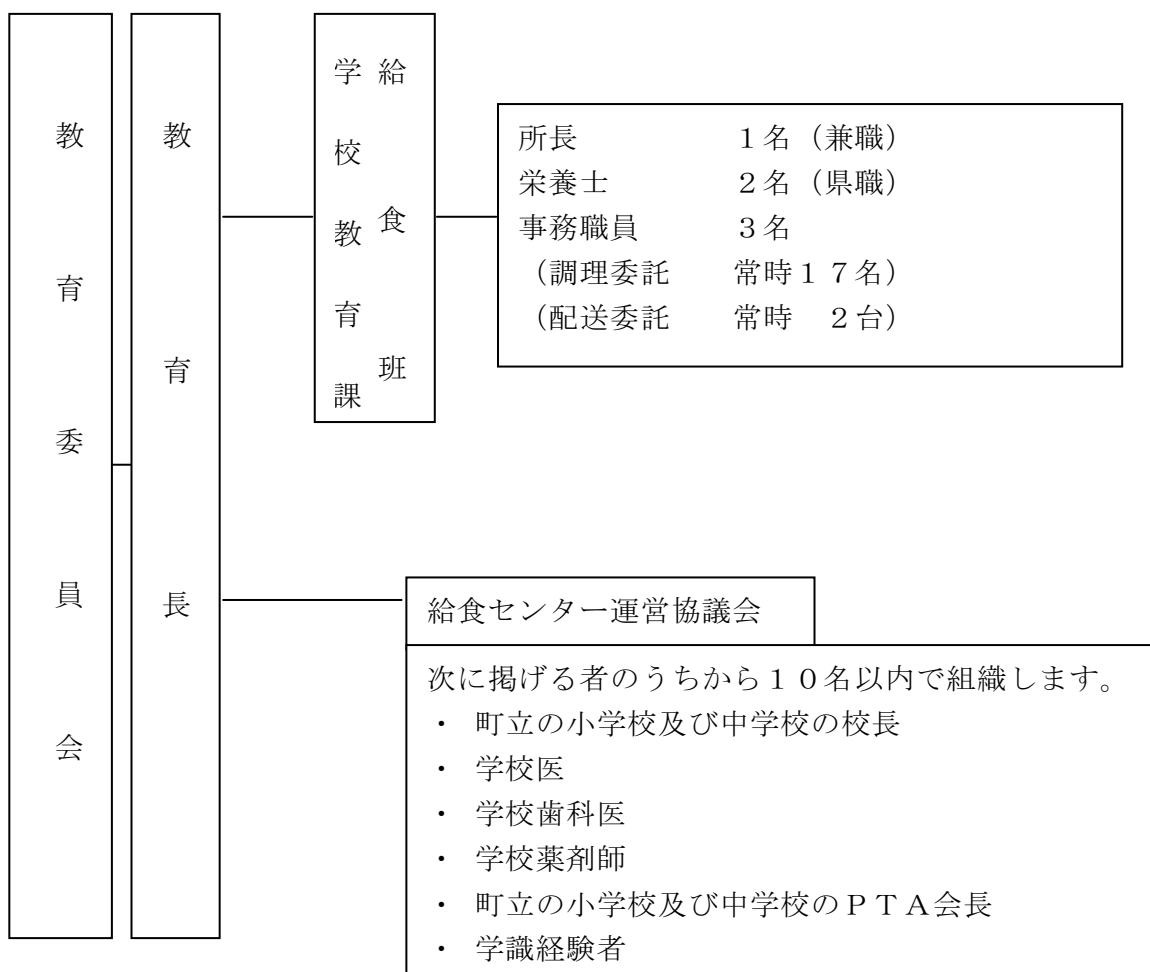 教育委員会
教育長
学校教育課
給食班
所長　　　　　１名（兼職）
栄養士　　　　２名（県職）
事務職員　　　３名
（調理委託　　常時１７名）
（配送委託　　常時　２台）
給食センター運営協議会
次に掲げる者のうちから１０名以内で組織します。
・　町立の小学校及び中学校の校長
・　学校医
・　学校歯科医
・　学校薬剤師
・　町立の小学校及び中学校のＰＴＡ会長
・　学識経験者